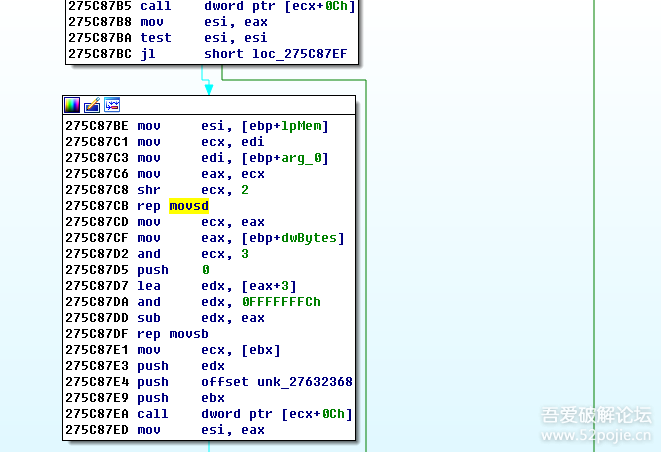 275C87B5 call dword ptr [ecx+0Ch]
275C87B8 mov esi, eax
275C87BA test esi, esi
275C87BC jl short loc_275C87EF
275C87BE mov esi, [ebp+lpMem]
275C87C1 mov ecx, edi
275C87C3 mov edi, [ebp+arg_0]
275C87C6 mov eax, ecx
275C87C8 shr ecx, 2
275C87CB rep movsd
275C87CD mov ecx, eax
275C87CF mov eax, [ebp+dwBytes]
275C87D2 and ecx, 3
275C87D5 push 0
275C87D7 lea edx, [eax+3]
275C87DA and edx, 0FFFFFFFCh
275C87DD sub edx, eax
275C87DF rep movsb
275C87E1 mov ecx, [ebx]
275C87E3 push edx
275C87E4 push offset unk_27632368
275C87E9 push ebx
275C87EA call dword ptr [ecx+0Ch]
275C87ED mov esi, eax
吾爱破解论坛
www.52pojie.cn